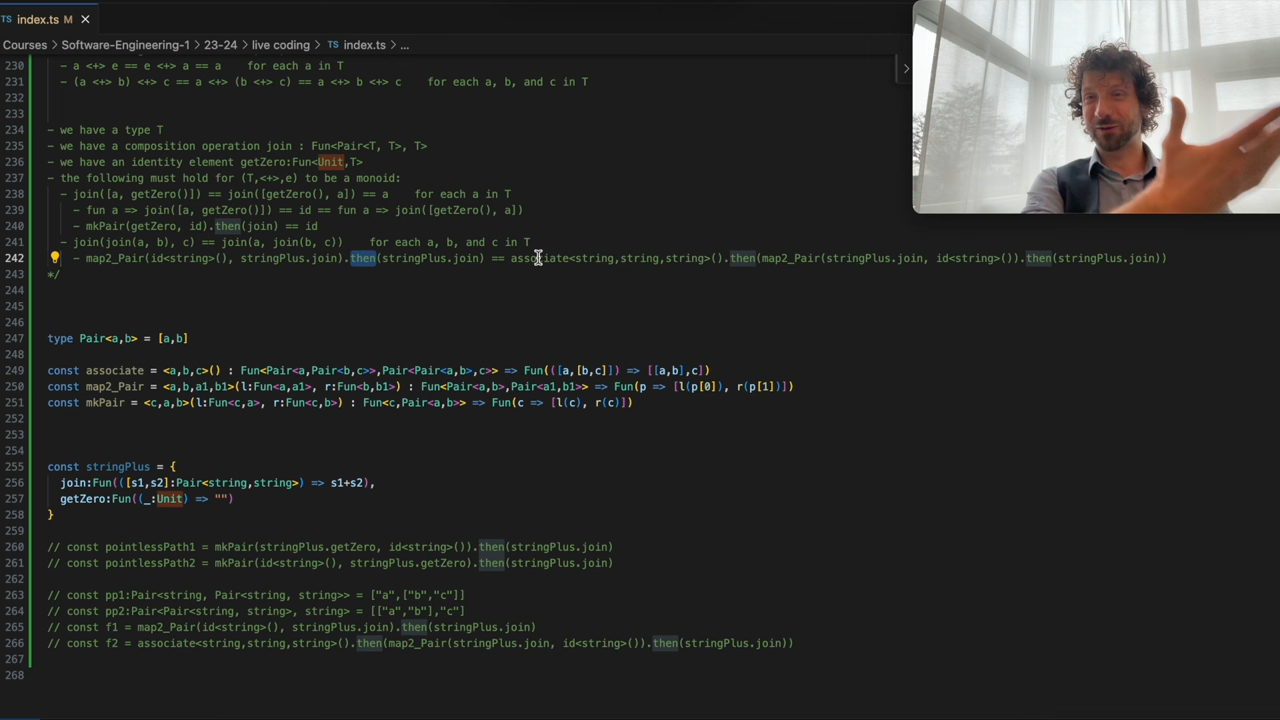 TS index.ts M ×
Courses > Software-Engineering-1 > 23-24 > live coding > TS index.ts > ...
230 - a <+> e == e <+> a == a    for each a in T
231 - (a <+> b) <+> c == a <+> (b <+> c) == a <+> b <+> c    for each a, b, and c in T
232
233
234 - we have a type T
235 - we have a composition operation join : Fun<Pair<T, T>, T>
236 - we have an identity element getZero:Fun<Unit,T>
237 - the following must hold for (T,<+>,e) to be a monoid:
238 - join([a, getZero()]) == join([getZero(), a]) == a    for each a in T
239 - fun a => join([a, getZero()]) == id == fun a => join([getZero(), a])
240 - mkPair(getZero, id).then(join) == id
241 - join(join(a, b), c) == join(a, join(b, c))    for each a, b, and c in T
242 - map2_Pair(id<string>(), stringPlus.join).then(stringPlus.join) == associate<string,string,string>().then(map2_Pair(stringPlus.join, id<string>()).then(stringPlus.join))
243 */
244
245
246
247 type Pair<a,b> = [a,b]
248
249 const associate = <a,b,c>() : Fun<Pair<a,Pair<b,c>>,Pair<Pair<a,b>,c>> => Fun(([a,[b,c]]) => [[a,b],c])
250 const map2_Pair = <a,b,a1,b1>(l:Fun<a,a1>, r:Fun<b,b1>) : Fun<Pair<a,b>,Pair<a1,b1>> => Fun(p => [l(p[0]), r(p[1])])
251 const mkPair = <c,a,b>(l:Fun<c,a>, r:Fun<c,b>) : Fun<c,Pair<a,b>> => Fun(c => [l(c), r(c)])
252
253
254
255 const stringPlus = {
256 join:Fun(([s1,s2]:Pair<string,string>) => s1+s2),
257 getZero:Fun((_:Unit) => "")
258 }
259
260 // const pointlessPath1 = mkPair(stringPlus.getZero, id<string>()).then(stringPlus.join)
261 // const pointlessPath2 = mkPair(id<string>(), stringPlus.getZero).then(stringPlus.join)
262
263 // const pp1:Pair<string, Pair<string, string>> = ["a",["b","c"]]
264 // const pp2:Pair<Pair<string, string>, string> = [["a","b"],"c"]
265 // const f1 = map2_Pair(id<string>(), stringPlus.join).then(stringPlus.join)
266 // const f2 = associate<string,string,string>().then(map2_Pair(stringPlus.join, id<string>()).then(stringPlus.join))
267
268